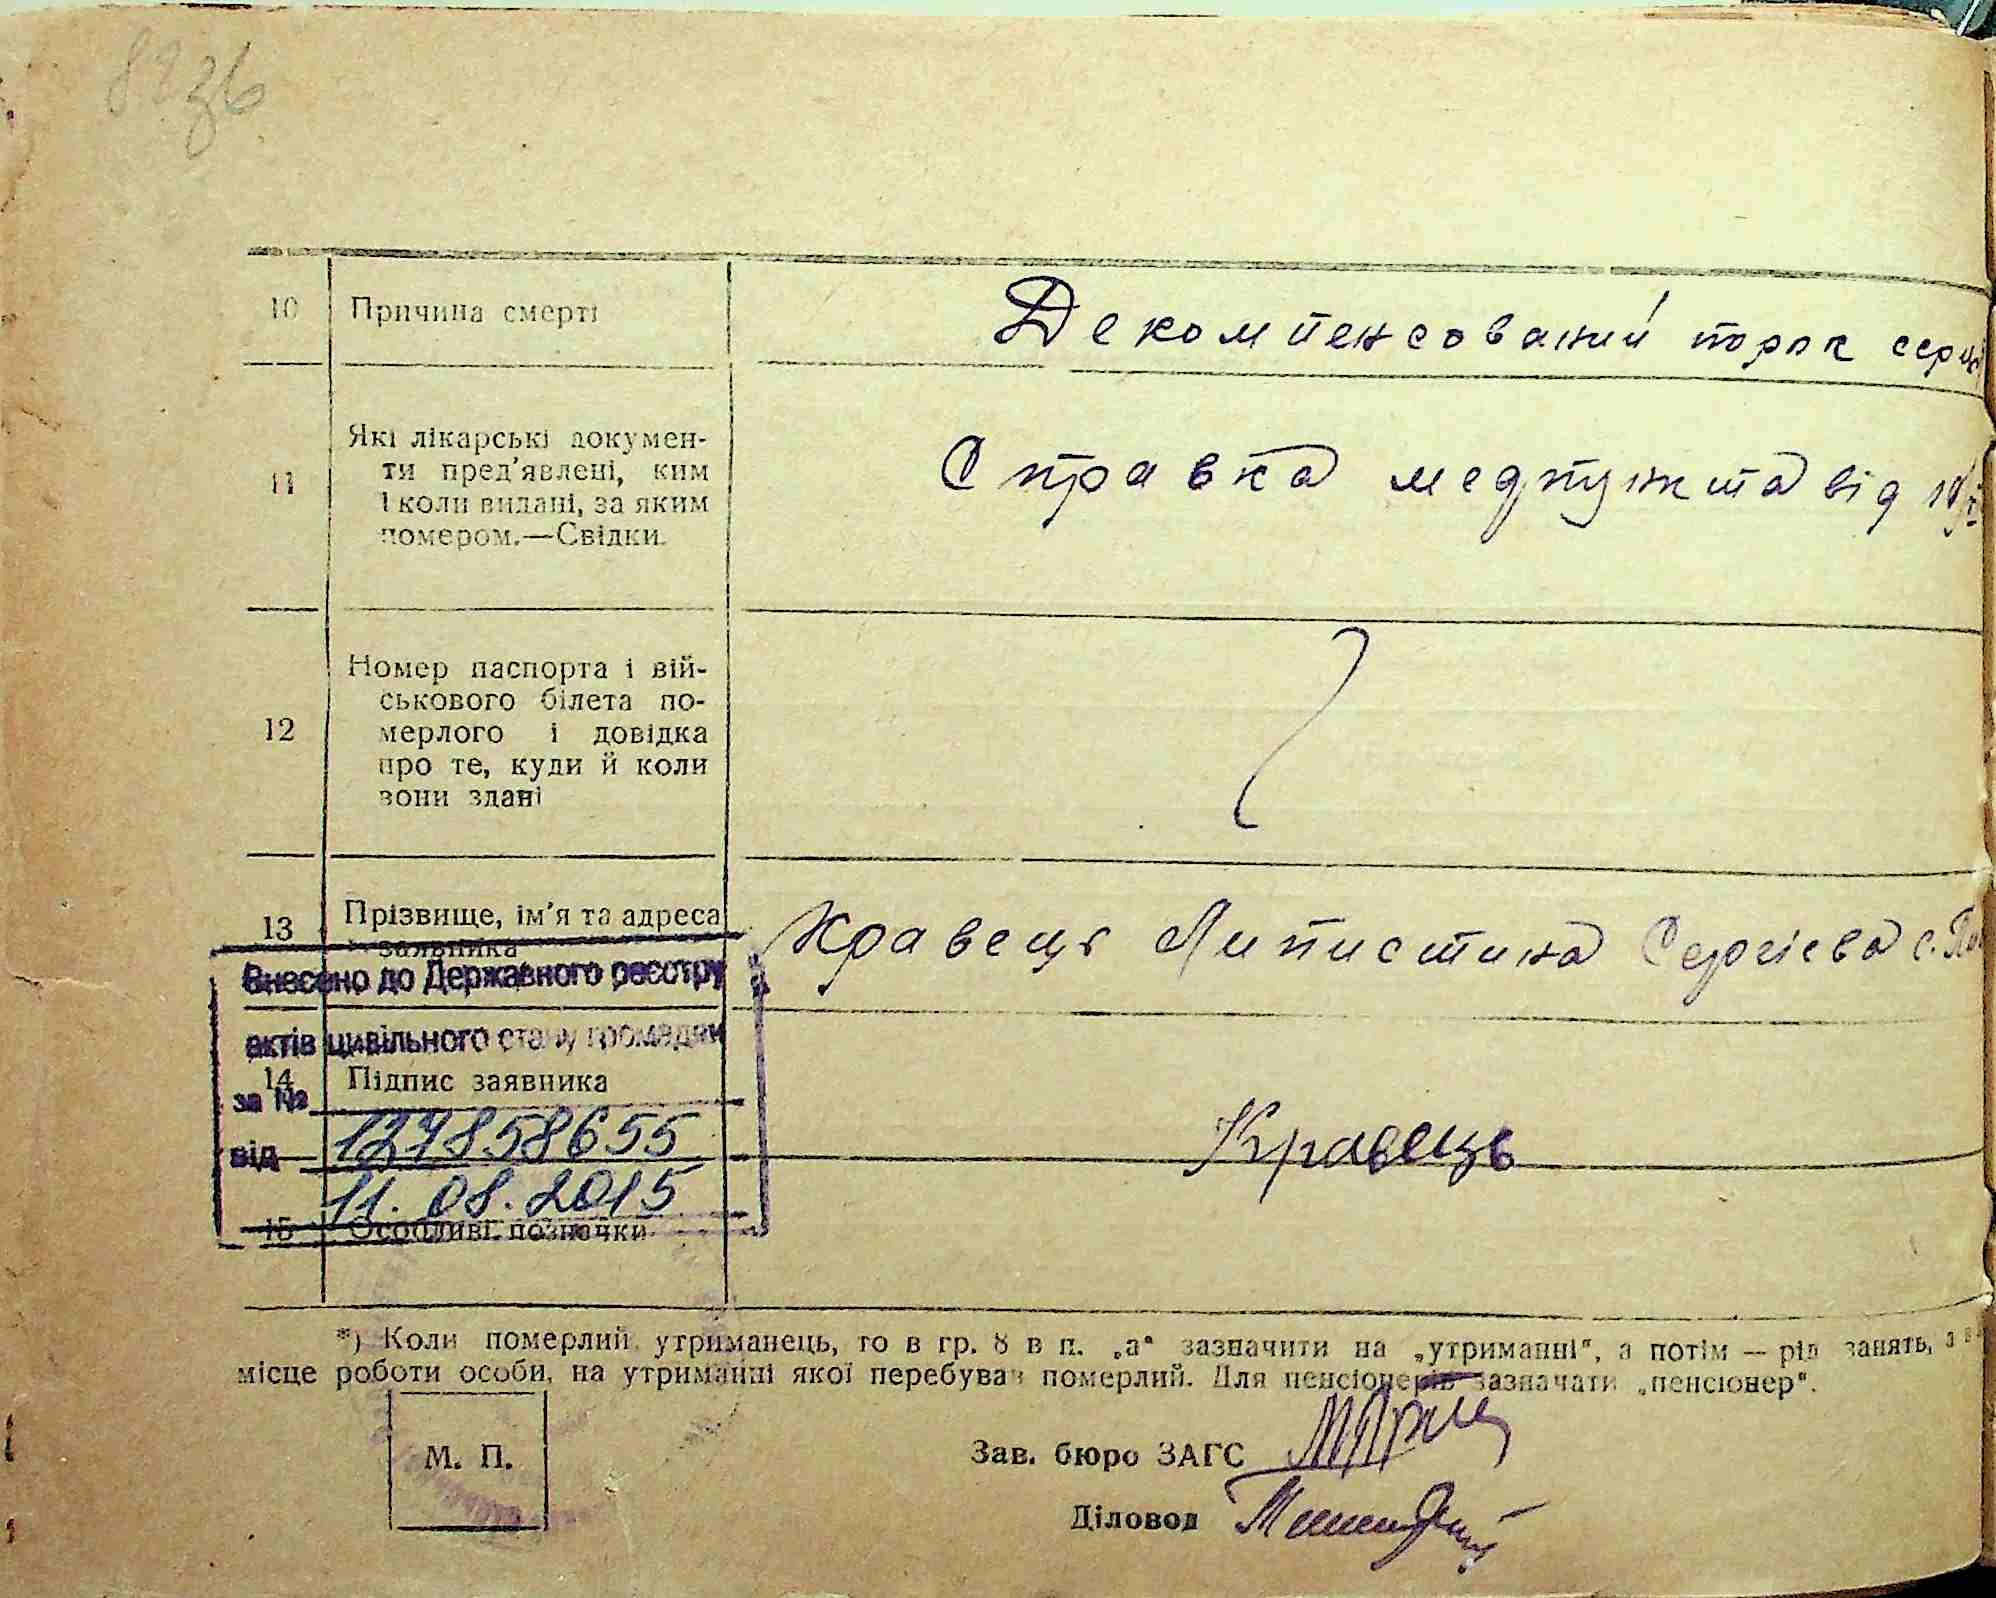 8236
10 Причина смерті Декомпенсований порок серця
11 Які лікарські докумен-
ти пред'явлені, ким
і коли видані, за яким
номером.—Свідки. Справка медпункта від
12 Номер паспорта і вій-
ськового білета по-
мерлого і довідка
про те, куди й коли
вони здані
13 Прізвище, ім'я та адреса
заявника Кравець Липистина Сергієва с.
Внесено до Державного реєстру
актів цивільного стану громадян
14 Підпис заявника Кравець
за № 127858655
від 11.08.2015
15 Особливі позначки
*) Коли померлий утриманець, то в гр. 8 в п. „а“ зазначити на „утриманні“, а потім — рід занять,
місце роботи особи, на утриманні якої перебував померлий. Для пенсіонерів зазначати „пенсіонер“.
М. П.
Зав. бюро ЗАГС
Діловод